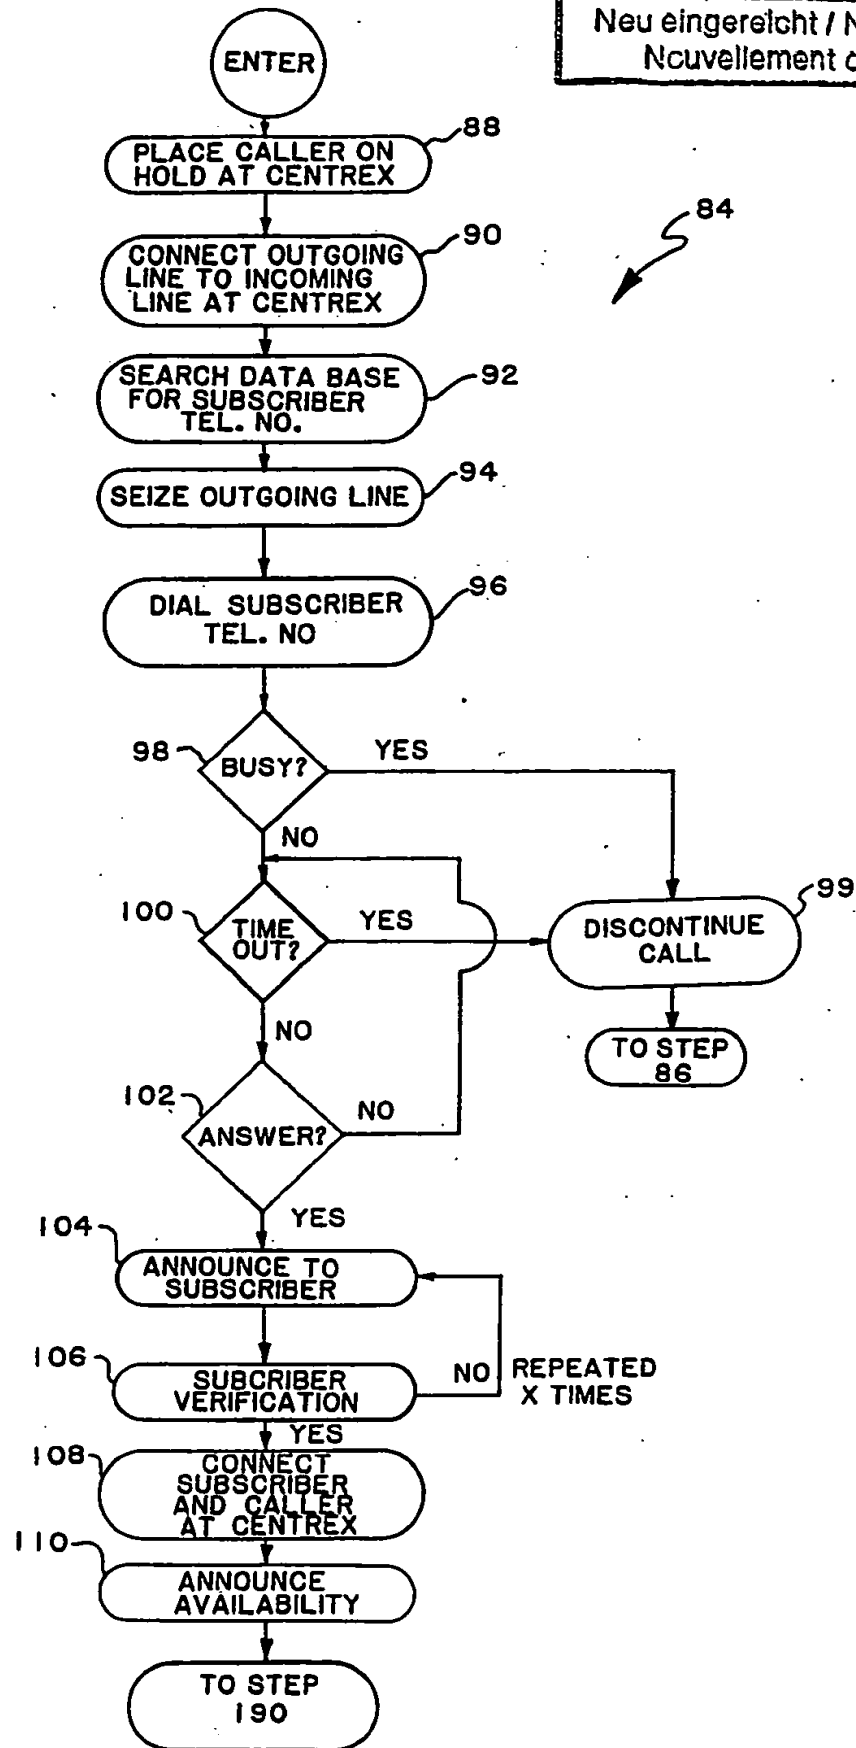 Neu eingereicht / N
Nouvellement d
ENTER
88
PLACE CALLER ON
HOLD AT CENTREX
84
90
CONNECT OUTGOING
LINE TO INCOMING
LINE AT CENTREX
92
SEARCH DATA BASE
FOR SUBSCRIBER
TEL. NO.
94
SEIZE OUTGOING LINE
96
DIAL SUBSCRIBER
TEL. NO
98
BUSY?
YES
NO
99
100
TIME
OUT?
YES
DISCONTINUE
CALL
NO
TO STEP
86
102
ANSWER?
NO
YES
104
ANNOUNCE TO
SUBSCRIBER
106
SUBCRIBER
VERIFICATION
NO
REPEATED
X TIMES
YES
108
CONNECT
SUBSCRIBER
AND CALLER
AT CENTREX
110
ANNOUNCE
AVAILABILITY
TO STEP
190